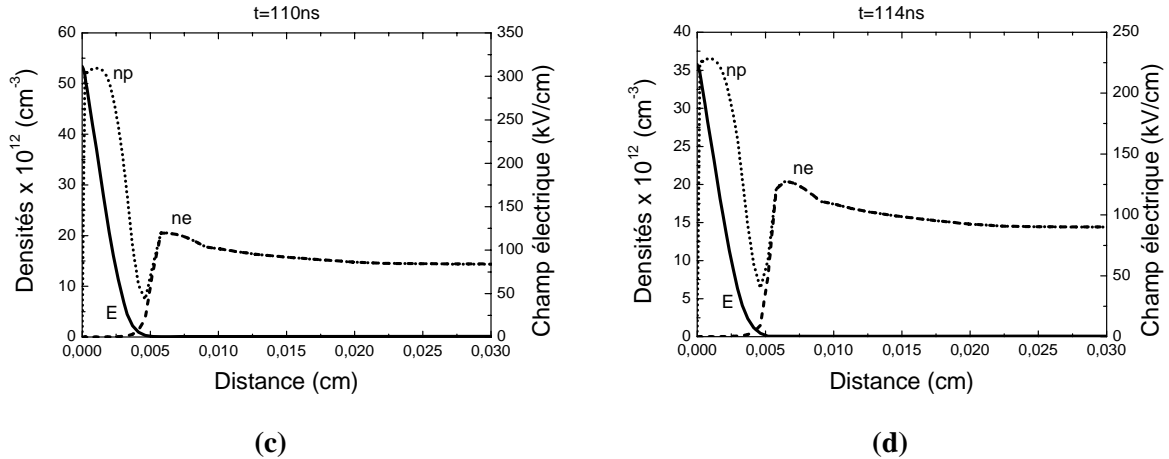 t=110ns
60
50
40
30
20
10
0
Densités x 10^12 (cm^-3)
350
300
250
200
150
100
50
0
Champ électrique (kV/cm)
np
ne
E
0,000 0,005 0,010 0,015 0,020 0,025 0,030
Distance (cm)
(c)
t=114ns
40
35
30
25
20
15
10
5
0
Densités x 10^12 (cm^-3)
250
200
150
100
50
0
Champ électrique (kV/cm)
np
ne
E
0,000 0,005 0,010 0,015 0,020 0,025 0,030
Distance (cm)
(d)